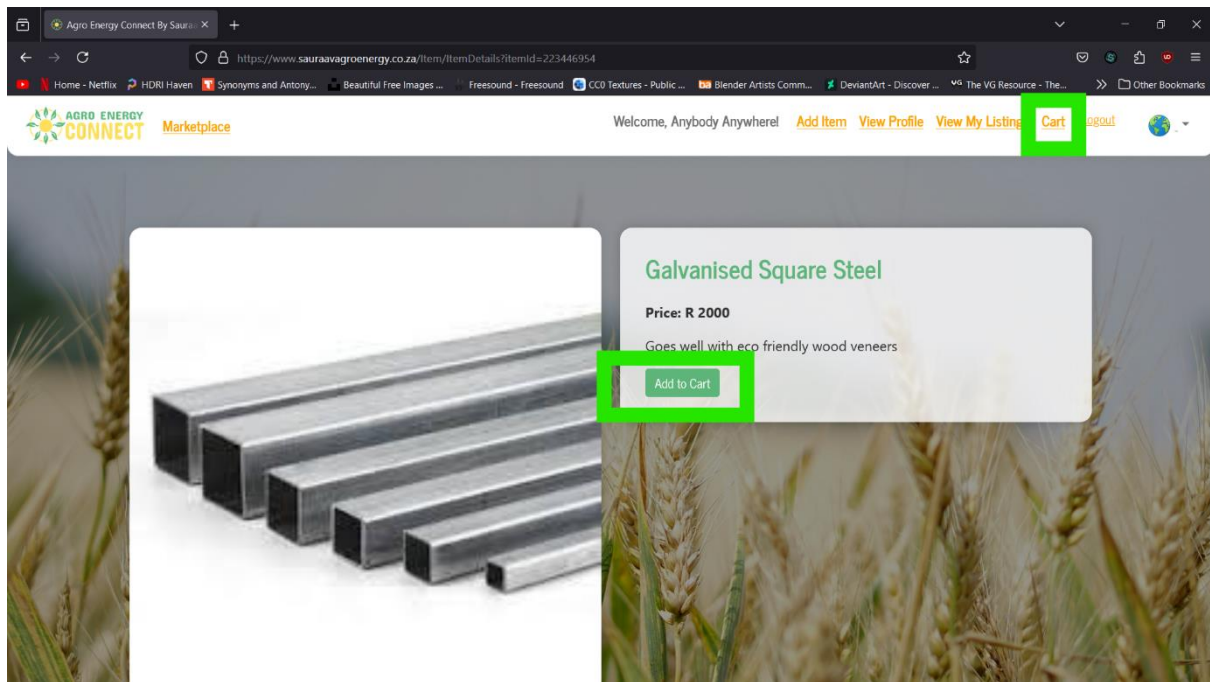 Agro Energy Connect By Saura
https://www.sauraavagroenergy.co.za/Item/ItemDetails?itemId=223446954
Home - Netflix HDRI Haven Synonyms and Antony... Beautiful Free Images ... Freesound - Freesound CC0 Textures - Public ... Blender Artists Comm... DeviantArt - Discover ... The VG Resource - The... Other Bookmarks
AGRO ENERGY
CONNECT
Marketplace Welcome, Anybody Anywhere! Add Item View Profile View My Listing Cart ogout
Galvanised Square Steel
Price: R 2000
Goes well with eco friendly wood veneers
Add to Cart